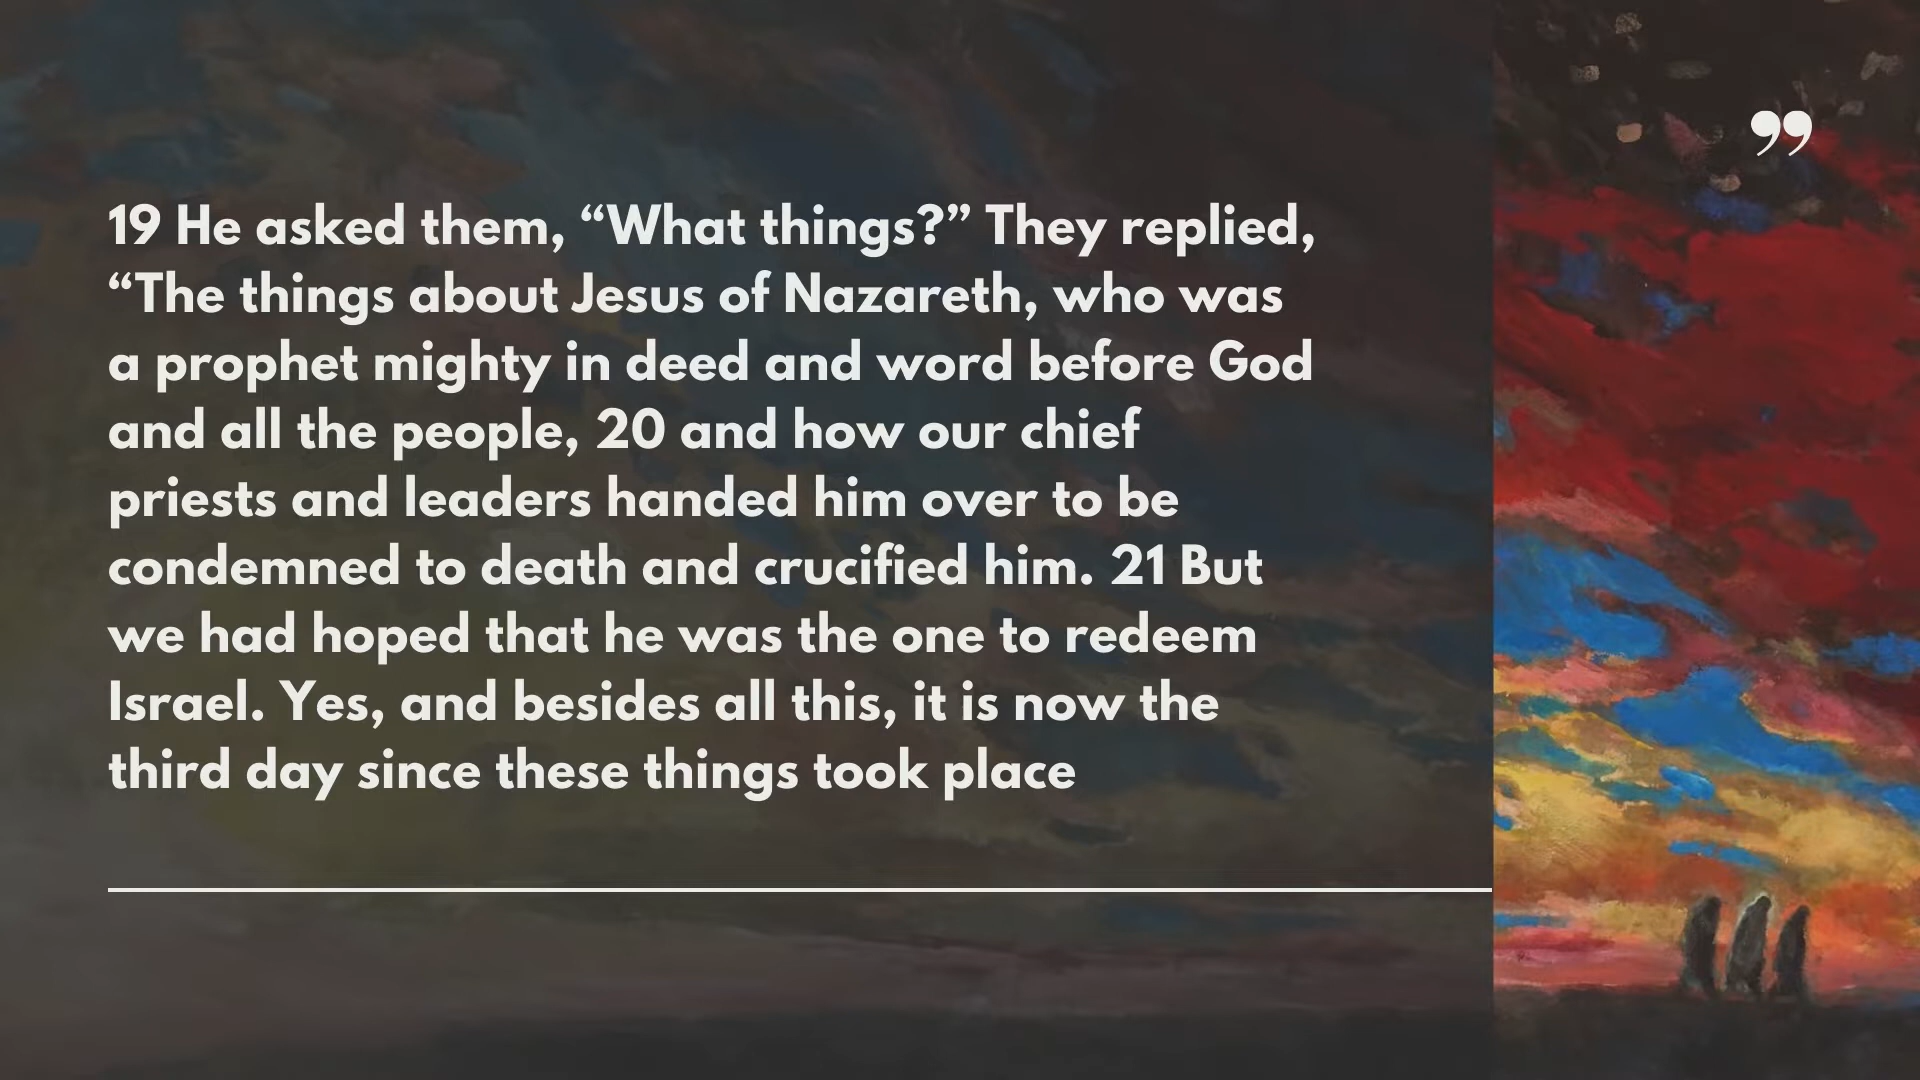 ”
19 He asked them, “What things?” They replied,
“The things about Jesus of Nazareth, who was
a prophet mighty in deed and word before God
and all the people, 20 and how our chief
priests and leaders handed him over to be
condemned to death and crucified him. 21 But
we had hoped that he was the one to redeem
Israel. Yes, and besides all this, it is now the
third day since these things took place